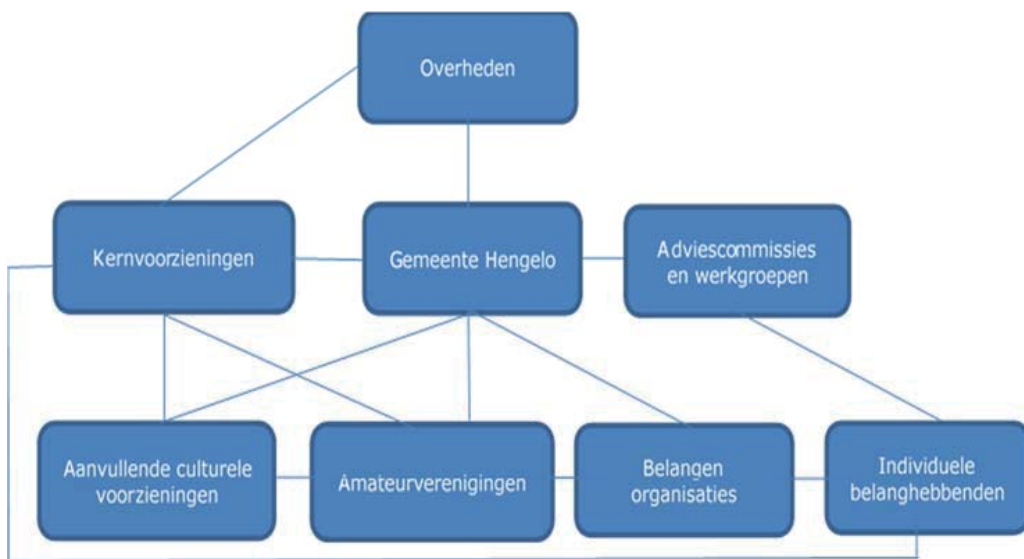 Overheden
Kernvoorzieningen
Gemeente Hengelo
Adviescommissies
en werkgroepen
Aanvullende culturele
voorzieningen
Amateurverenigingen
Belangen
organisaties
Individuele
belanghebbenden